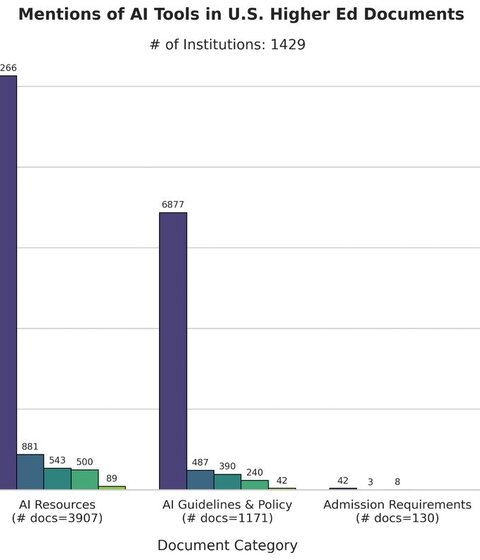 Mentions of AI Tools in U.S. Higher Ed Documents
# of Institutions: 1429
266
6877
881
543
500
89
487
390
240
42
42
3
8
AI Resources
(# docs=3907)
AI Guidelines & Policy
(# docs=1171)
Admission Requirements
(# docs=130)
Document Category